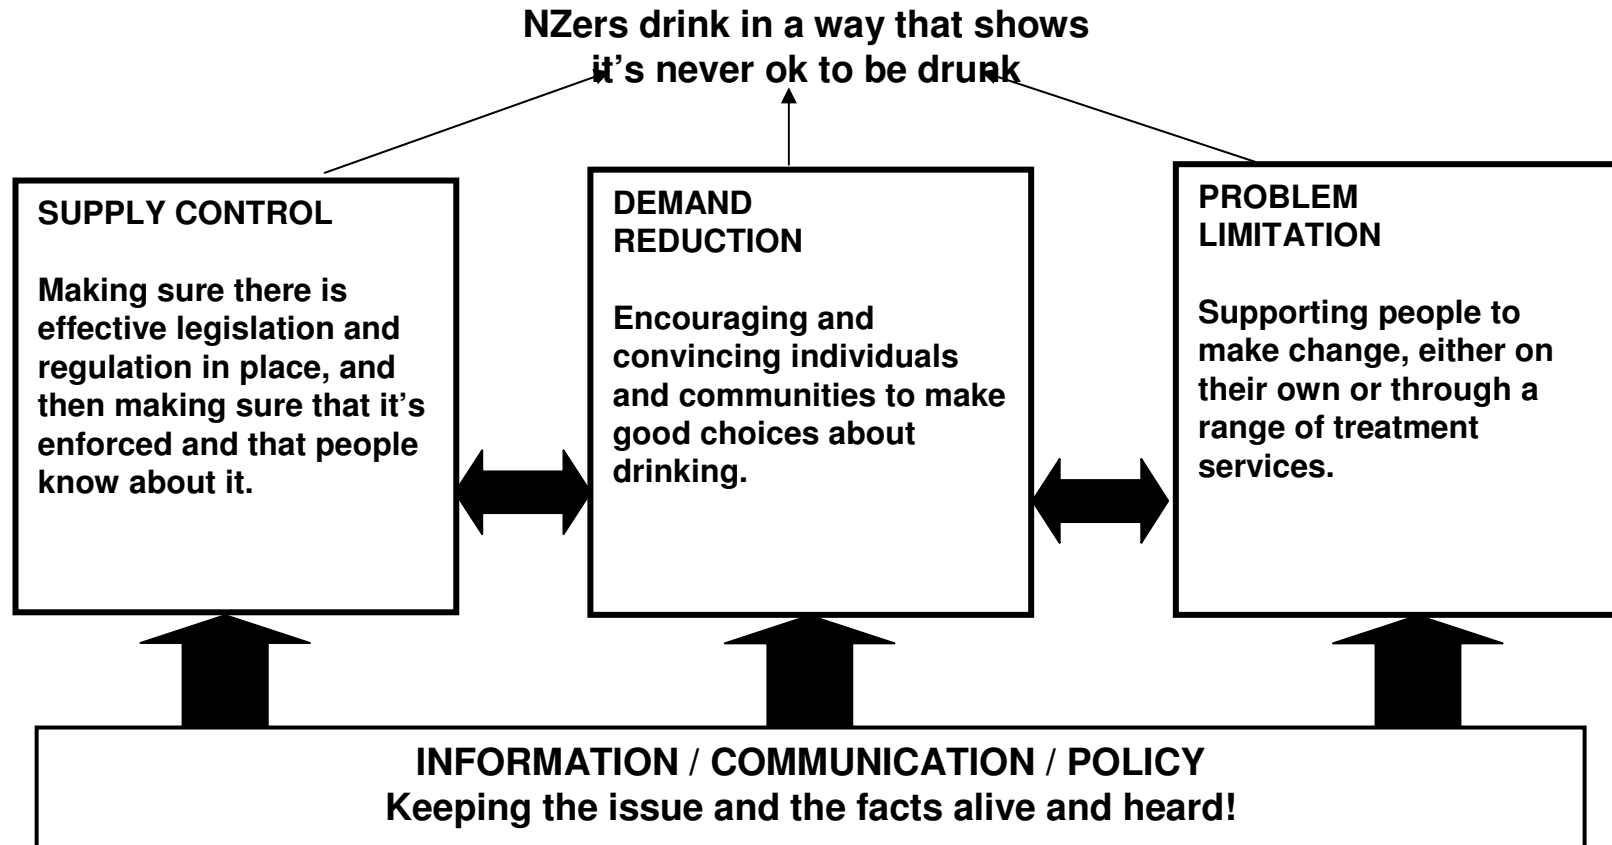 NZers drink in a way that shows
it's never ok to be drunk
SUPPLY CONTROL
Making sure there is
effective legislation and
regulation in place, and
then making sure that it's
enforced and that people
know about it.
DEMAND
REDUCTION
Encouraging and
convincing individuals
and communities to make
good choices about
drinking.
PROBLEM
LIMITATION
Supporting people to
make change, either on
their own or through a
range of treatment
services.
INFORMATION / COMMUNICATION / POLICY
Keeping the issue and the facts alive and heard!